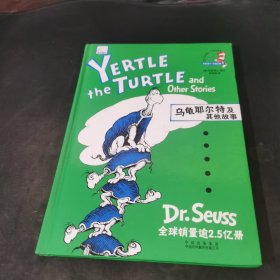 YERTLE
the TURTLE and
Other Stories
乌龟耶尔特及
其他故事
Dr. Seuss
全球销量逾2.5亿册